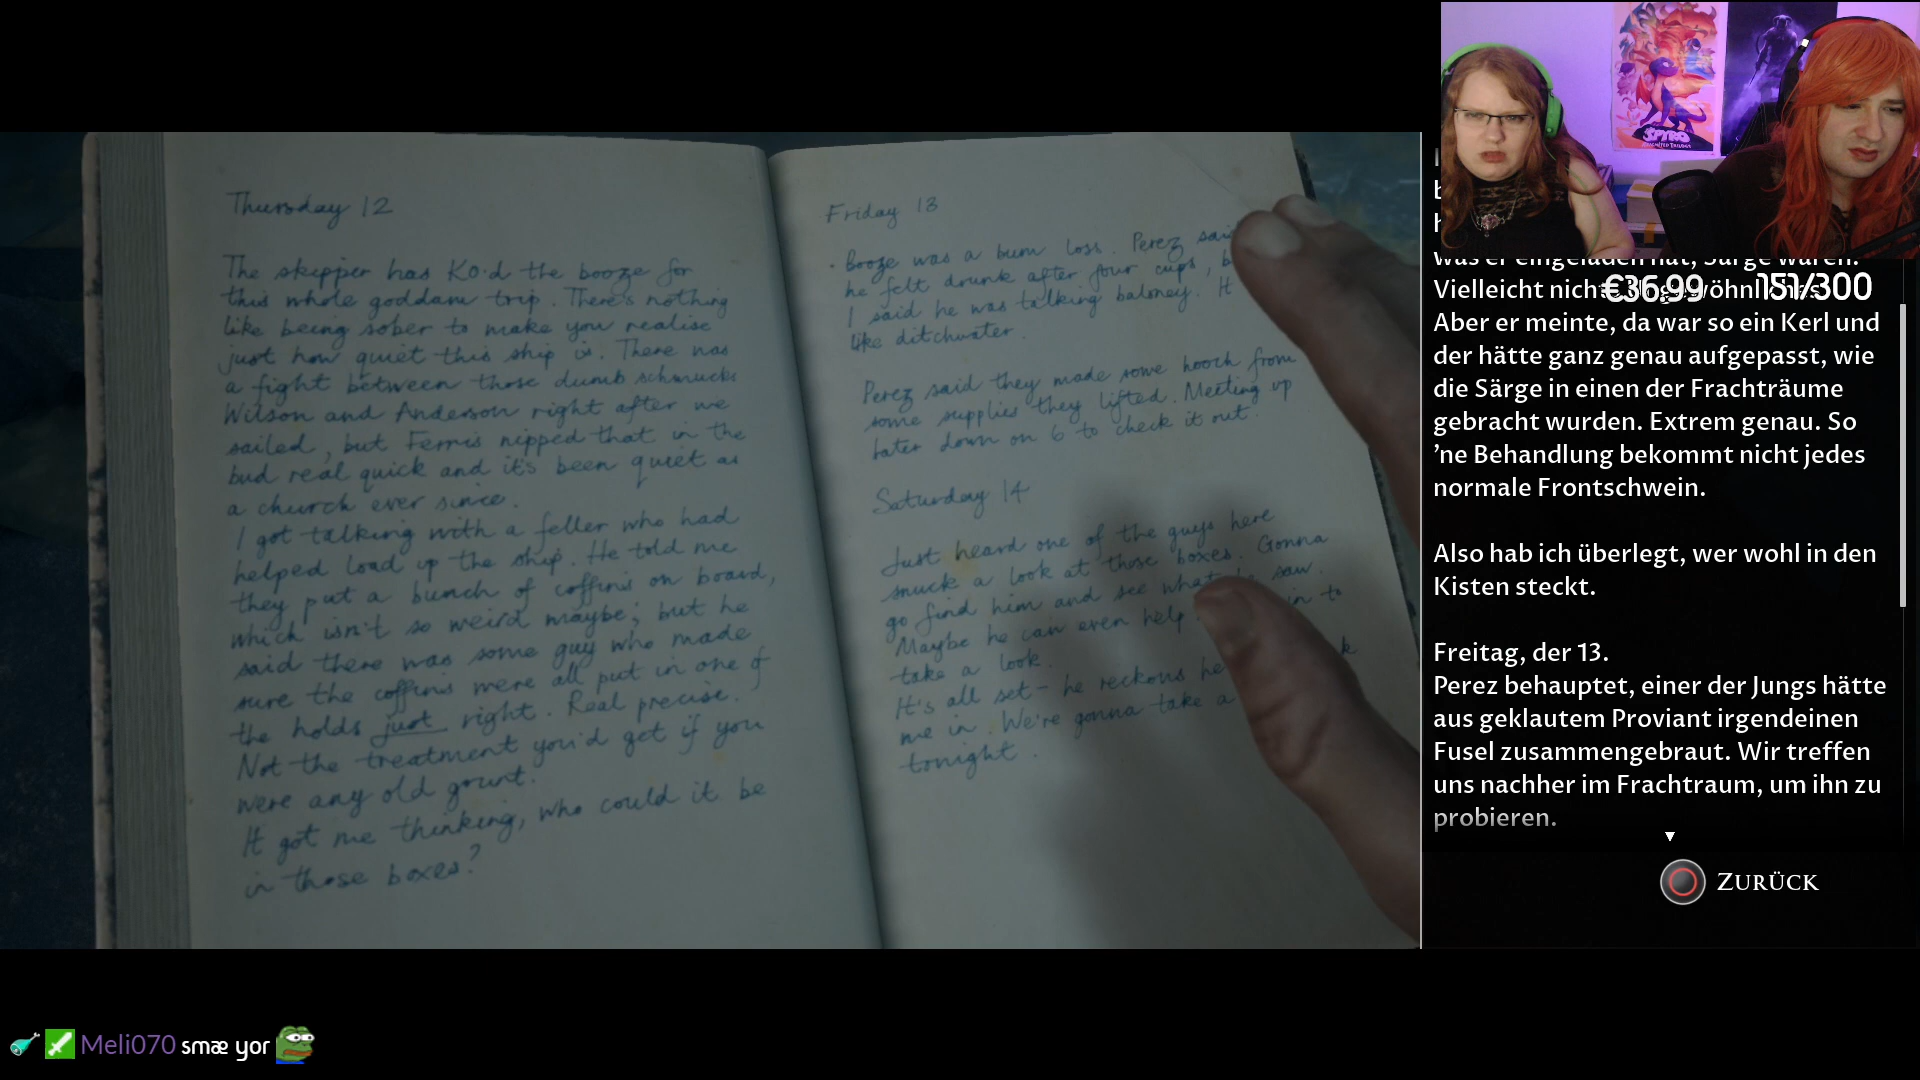 Thursday 12
The skipper has KO'd the booze for
this whole goddam trip. There's nothing
like being sober to make you realise
just how quiet this ship is. There was
a fight between those dumb schmucks
Wilson and Anderson right after we
sailed, but Ferris nipped that in the
bud real quick and it's been quiet as
a church ever since.
I got talking with a feller who had
helped load up the ship. He told me
they put a bunch of coffins on board,
which isn't so weird maybe; but he
said there was some guy who made
sure the coffins were all put in one of
the holds just right. Real precise.
Not the treatment you'd get if you
were any old grunt.
It got me thinking, who could it be
in those boxes?
Friday 13
Booze was a bum loss. Perez said
he felt drunk after four cups,
I said he was talking baloney. It
like ditchwater.
Perez said they made some hooch from
some supplies they lifted. Meeting up
later down on 6 to check it out.
Saturday 14
Just heard one of the guys here
snuck a look at those boxes. Gonna
go find him and see what he saw.
Maybe he can even help in to
take a look.
It's all set - he reckons he
me in. We're gonna take a
tonight.
SPYRO
was er eingeladen hat, Särge waren.
Vielleicht nichts
€36.99 151/300
Aber er meinte, da war so ein Kerl und
der hätte ganz genau aufgepasst, wie
die Särge in einen der Frachträume
gebracht wurden. Extrem genau. So
'ne Behandlung bekommt nicht jedes
normale Frontschwein.
Also hab ich überlegt, wer wohl in den
Kisten steckt.
Freitag, der 13.
Perez behauptet, einer der Jungs hätte
aus geklautem Proviant irgendeinen
Fusel zusammengebraut. Wir treffen
uns nachher im Frachtraum, um ihn zu
probieren.
ZURÜCK
Meli070 smæ yor